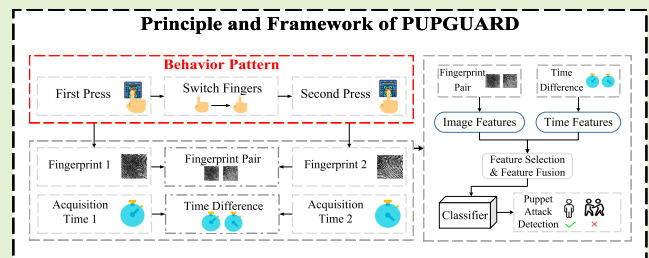 Principle and Framework of PUPGUARD
Behavior Pattern
First Press
Switch Fingers
Second Press
Fingerprint 1
Fingerprint Pair
Fingerprint 2
Acquisition
Time 1
Time Difference
Acquisition
Time 2
Fingerprint
Pair
Time
Difference
Image Features
Time Features
Feature Selection
& Feature Fusion
Classifier
Puppet
Attack
Detection